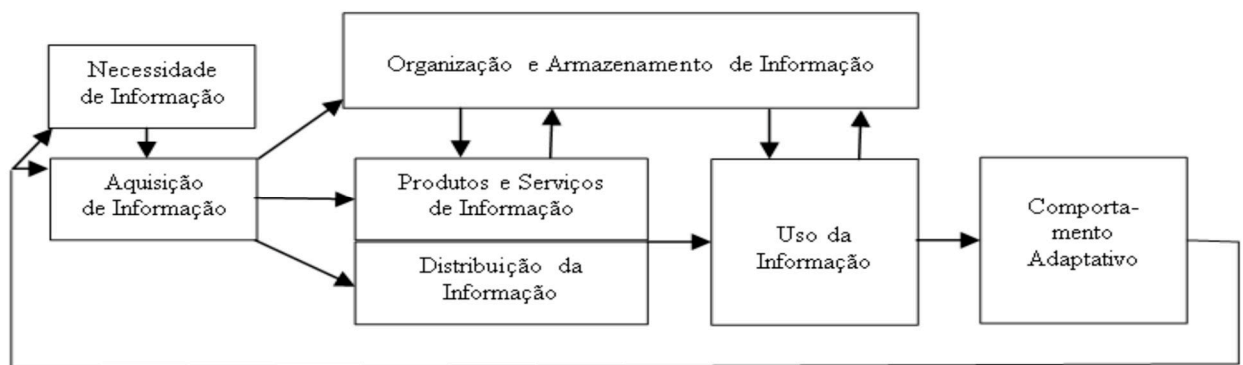 Necessidade
de Informação
Organização e Armazenamento de Informação
Aquisição
de Informação
Produtos e Serviços
de Informação
Distribuição da
Informação
Uso da
Informação
Comporta-
mento
Adaptativo